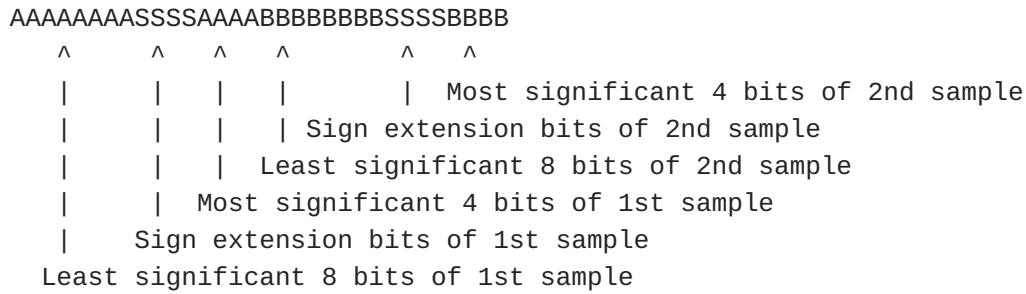 AAAAAAAASSSSAAAABBBBBBBBSSSSBBBB
^ ^ ^ ^ ^ ^
| | | | | Most significant 4 bits of 2nd sample
| | | | Sign extension bits of 2nd sample
| | | Least significant 8 bits of 2nd sample
| | Most significant 4 bits of 1st sample
| Sign extension bits of 1st sample
Least significant 8 bits of 1st sample